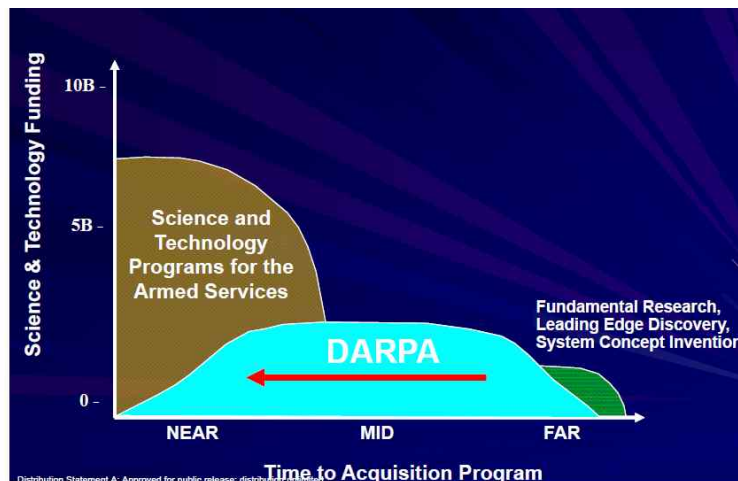 Science & Technology Funding
10B
5B
0
Science and
Technology
Programs for the
Armed Services
DARPA
Fundamental Research,
Leading Edge Discovery,
System Concept Invention
NEAR MID FAR
Time to Acquisition Program
Distribution Statement A: Approved for public release; distribution